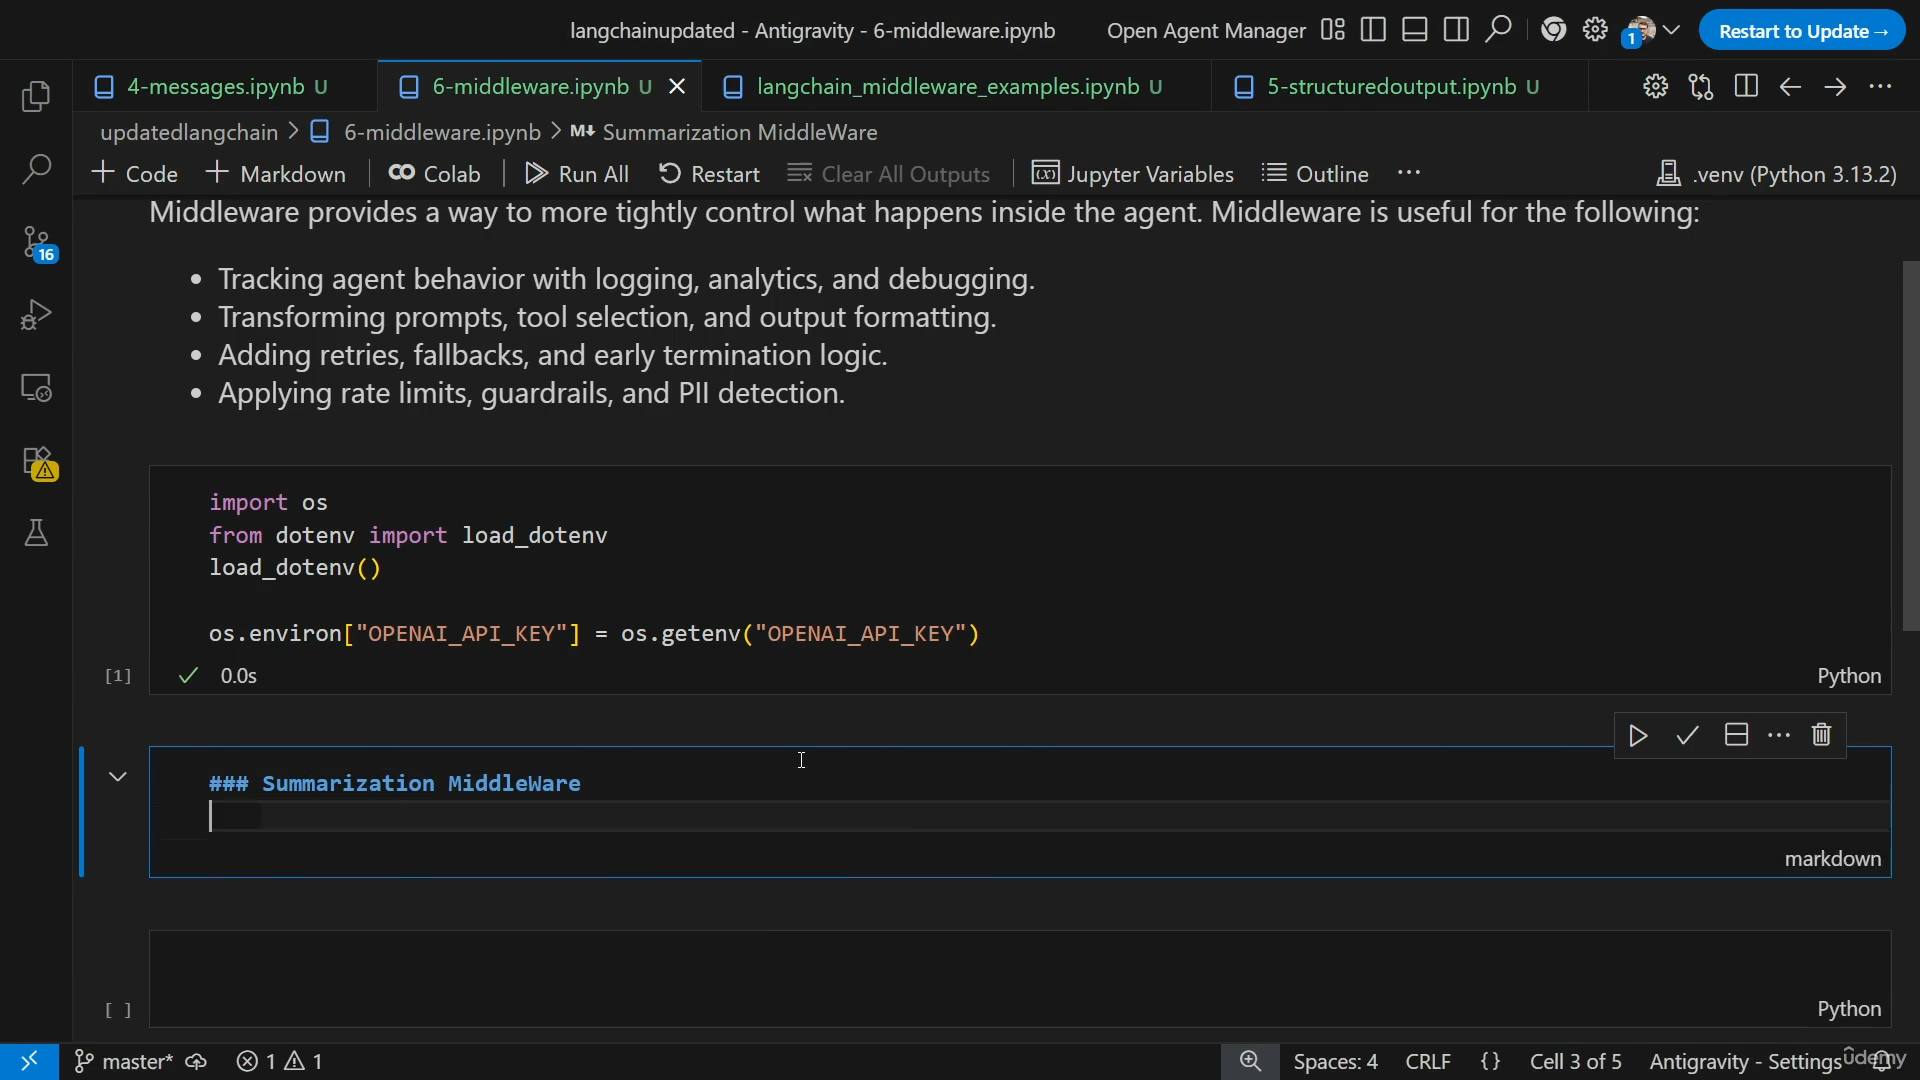 langchainupdated - Antigravity - 6-middleware.ipynb
Open Agent Manager
1
Restart to Update→
4-messages.ipynb U
6-middleware.ipynb U
langchain_middleware_examples.ipynb U
5-structuredoutput.ipynb U
updatedlangchain > 6-middleware.ipynb > M↓ Summarization MiddleWare
+ Code + Markdown Colab Run All Restart Clear All Outputs Jupyter Variables Outline ··· .venv (Python 3.13.2)
Middleware provides a way to more tightly control what happens inside the agent. Middleware is useful for the following:
• Tracking agent behavior with logging, analytics, and debugging.
• Transforming prompts, tool selection, and output formatting.
• Adding retries, fallbacks, and early termination logic.
• Applying rate limits, guardrails, and PII detection.
16
import os
from dotenv import load_dotenv
load_dotenv()
os.environ["OPENAI_API_KEY"] = os.getenv("OPENAI_API_KEY")
[1] ✓ 0.0s Python
### Summarization MiddleWare
markdown
[ ] Python
master* 1 1 Spaces: 4 CRLF {} Cell 3 of 5 Antigravity - Settings
ûdemy